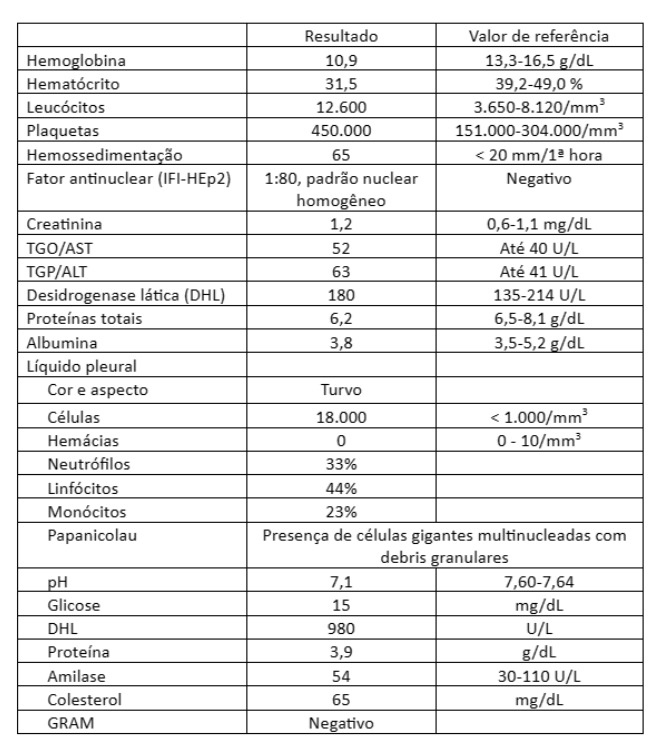 Resultado Valor de referência
Hemoglobina 10,9 13,3-16,5 g/dL
Hematócrito 31,5 39,2-49,0 %
Leucócitos 12.600 3.650-8.120/mm³
Plaquetas 450.000 151.000-304.000/mm³
Hemossedimentação 65 < 20 mm/1ª hora
Fator antinuclear (IFI-HEp2) 1:80, padrão nuclear Negativo
homogêneo
Creatinina 1,2 0,6-1,1 mg/dL
TGO/AST 52 Até 40 U/L
TGP/ALT 63 Até 41 U/L
Desidrogenase lática (DHL) 180 135-214 U/L
Proteínas totais 6,2 6,5-8,1 g/dL
Albumina 3,8 3,5-5,2 g/dL
Líquido pleural
Cor e aspecto Turvo
Células 18.000 < 1.000/mm³
Hemácias 0 0 - 10/mm³
Neutrófilos 33%
Linfócitos 44%
Monócitos 23%
Papanicolau Presença de células gigantes multinucleadas com
debris granulares
pH 7,1 7,60-7,64
Glicose 15 mg/dL
DHL 980 U/L
Proteína 3,9 g/dL
Amilase 54 30-110 U/L
Colesterol 65 mg/dL
GRAM Negativo